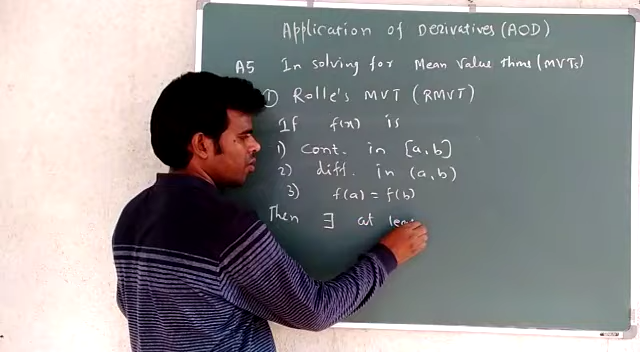 Application of Derivatives (AOD)
A5 In solving for Mean Value Thms (MVTs)
① Rolle's MVT (RMVT)
If f(x) is
1) Cont. in [a,b]
2) diff. in (a,b)
3) f(a) = f(b)
Then ∃ at